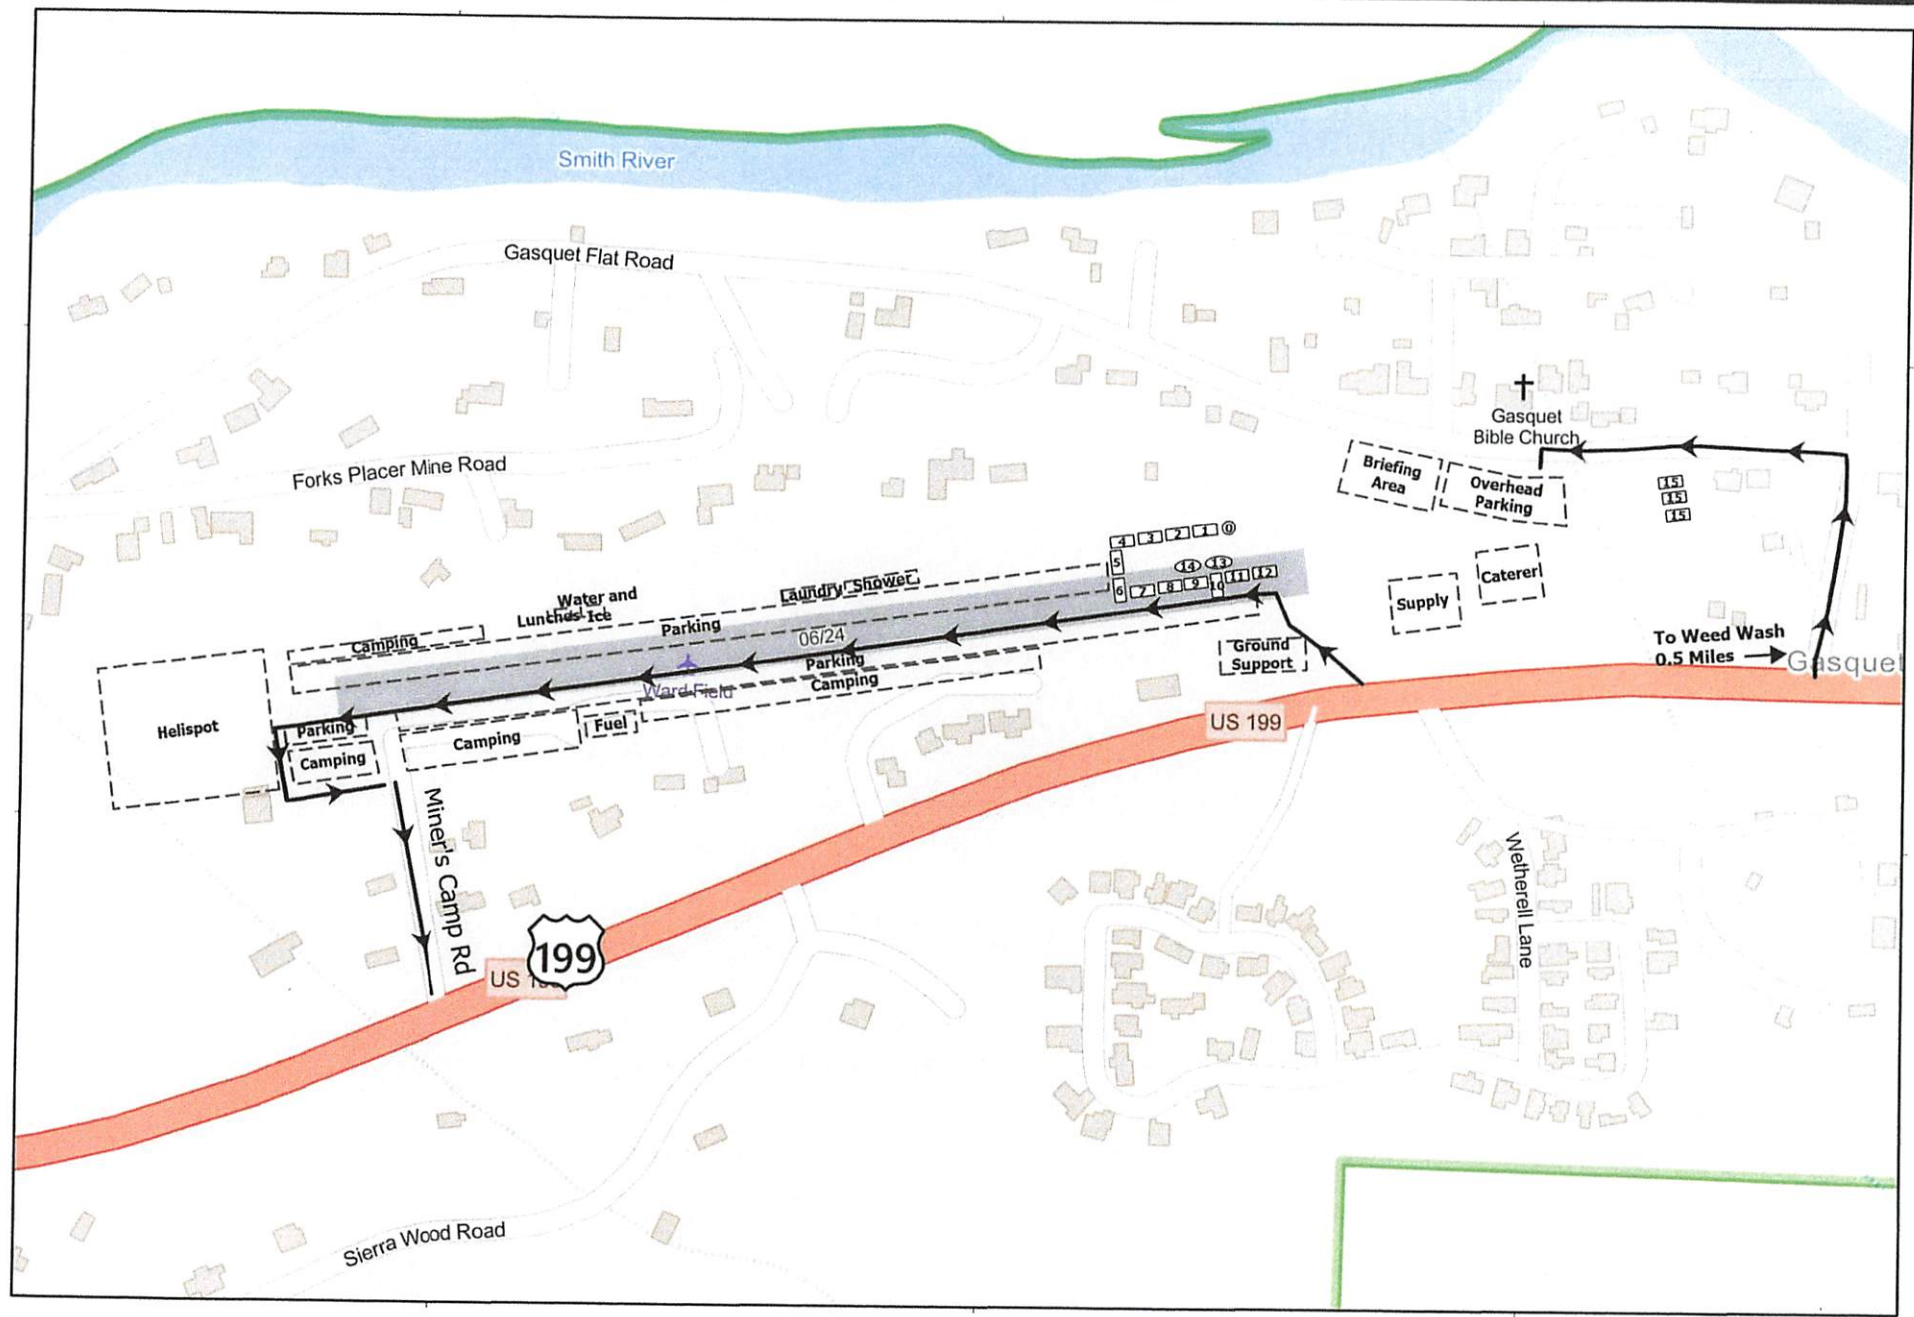 Smith River
Gasquet Flat Road
Gasquet
Bible Church
Forks Placer Mine Road
Briefing
Area
Overhead
Parking
15
15
15
4 3 2 1 0
5
14 13
6 7 8 9 10 11 12
Caterer
Supply
Laundry Shower
Water and
Lunches Ice
Camping
Parking
06/24
Parking
Ward Field
Camping
Ground
Support
To Weed Wash
0.5 Miles
Gasquet
Helispot
Parking
Camping
Camping
Fuel
US 199
Miner's Camp Rd
199
US
Wetherell Lane
Sierra Wood Road